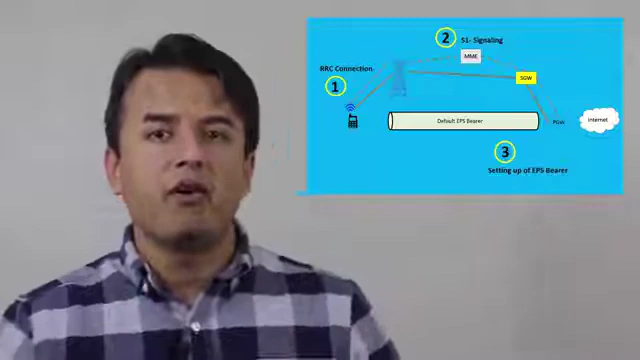 2 S1- Signaling
MME
RRC Connection
1
SGW
Default EPS Bearer
PGW
Internet
3
Setting up of EPS Bearer